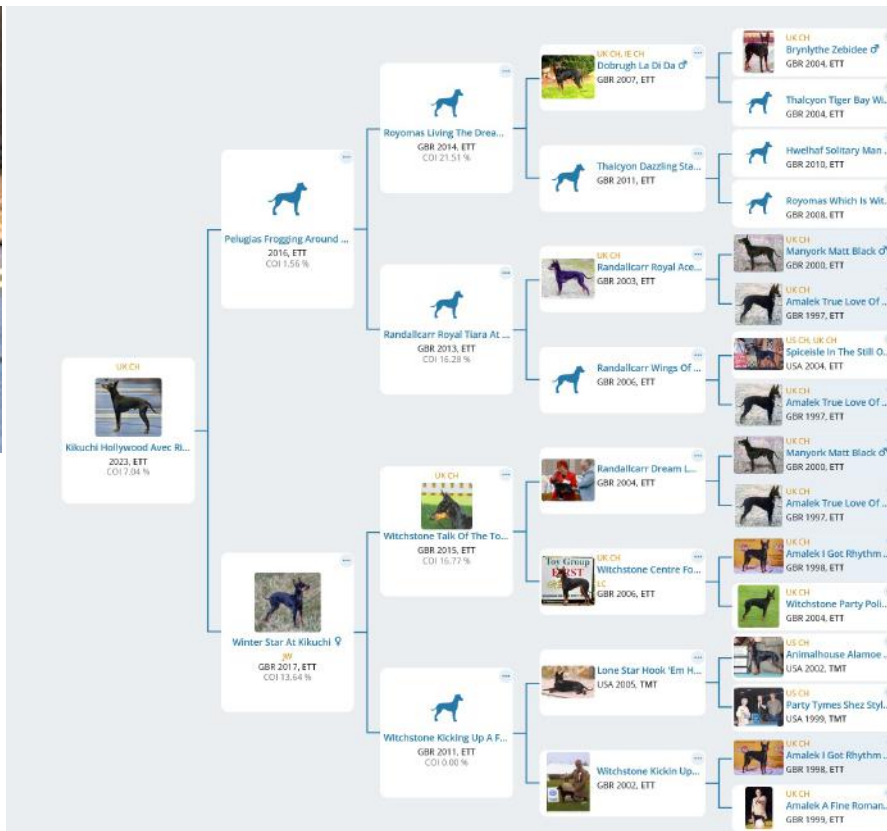 UK CH
Kikuchi Hollywood Avec Ri...
2023, ETT
COI 7.04 %
Pelugias Frogging Around ...
2016, ETT
COI 1.56 %
Winter Star At Kikuchi ♀
JW
GBR 2017, ETT
COI 13.64 %
Royomas Living The Drea...
GBR 2014, ETT
COI 21.51 %
Randallcarr Royal Tiara At ...
GBR 2013, ETT
COI 16.28 %
UK CH
Witchstone Talk Of The To...
GBR 2015, ETT
COI 16.77 %
Witchstone Kicking Up A F...
GBR 2011, ETT
COI 0.00 %
UK CH, IE CH
Dobrugh La Di Da ♂
GBR 2007, ETT
Thalcyon Dazzling Sta...
GBR 2011, ETT
UK CH
Randallcarr Royal Ace...
GBR 2003, ETT
Randallcarr Wings Of ...
GBR 2006, ETT
Randallcarr Dream L...
GBR 2004, ETT
Toy Group
FIRST
UK CH
Witchstone Centre Fo...
LC
GBR 2006, ETT
Lone Star Hook 'Em H...
USA 2005, TMT
Witchstone Kickin Up...
GBR 2002, ETT
UK CH
Brynlythe Zebidee ♂
GBR 2004, ETT
Thalcyon Tiger Bay Wi...
GBR 2004, ETT
Hwelhaf Solitary Man ...
GBR 2010, ETT
Royomas Which Is Wit...
GBR 2008, ETT
UK CH
Manyork Matt Black ♂
GBR 2000, ETT
UK CH
Amalek True Love Of ...
GBR 1997, ETT
US CH, UK CH
Spiceisle In The Still O...
USA 2004, ETT
UK CH
Amalek True Love Of ...
GBR 1997, ETT
UK CH
Manyork Matt Black ♂
GBR 2000, ETT
UK CH
Amalek True Love Of ...
GBR 1997, ETT
UK CH
Amalek I Got Rhythm ...
GBR 1998, ETT
UK CH
Witchstone Party Poli...
GBR 2004, ETT
US CH
Animalhouse Alamoe ...
USA 2002, TMT
US CH
Party Tymes Shez Styl...
USA 1999, TMT
UK CH
Amalek I Got Rhythm ...
GBR 1998, ETT
UK CH
Amalek A Fine Roman...
GBR 1999, ETT